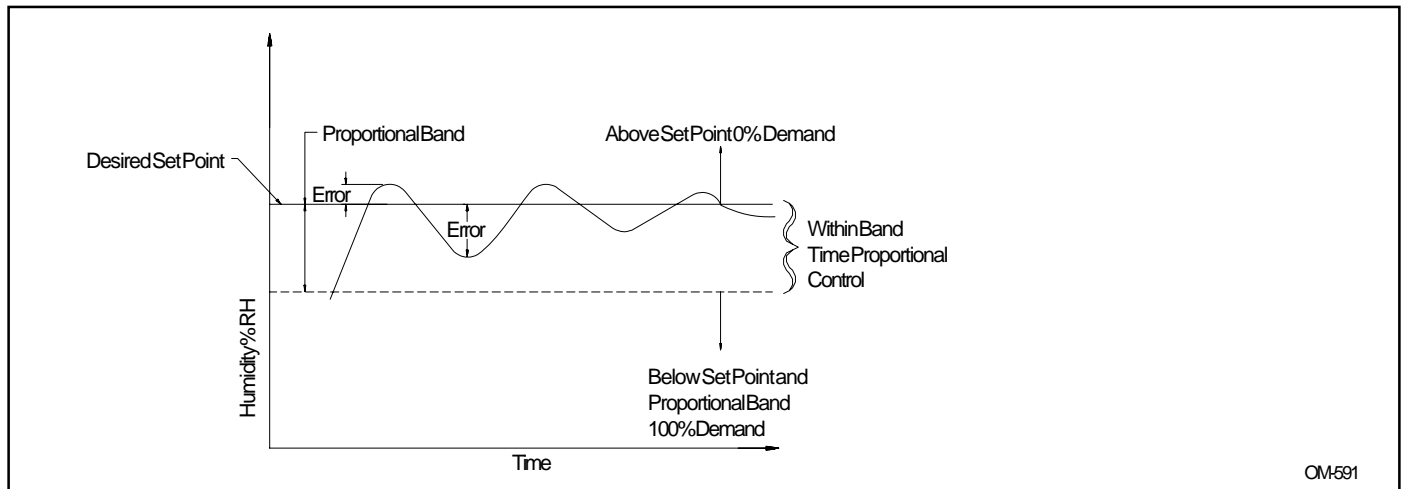 Proportional Band
Above Set Point 0% Demand
Desired Set Point
Error
Error
Within Band
Time Proportional
Control
Humidity % RH
Below Set Point and
Proportional Band
100% Demand
Time
OM-591